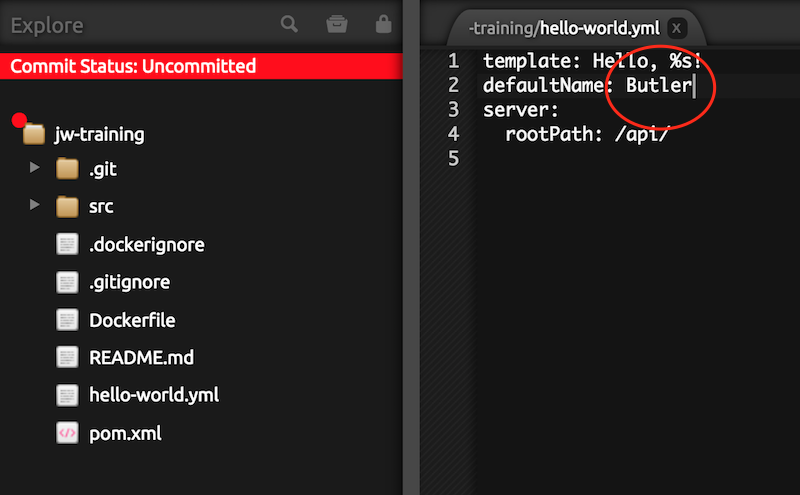 Explore
Commit Status: Uncommitted
jw-training
.git
src
.dockerignore
.gitignore
Dockerfile
README.md
hello-world.yml
pom.xml
-training/hello-world.yml x
1 template: Hello, %s!
2 defaultName: Butler
3 server:
4   rootPath: /api/
5